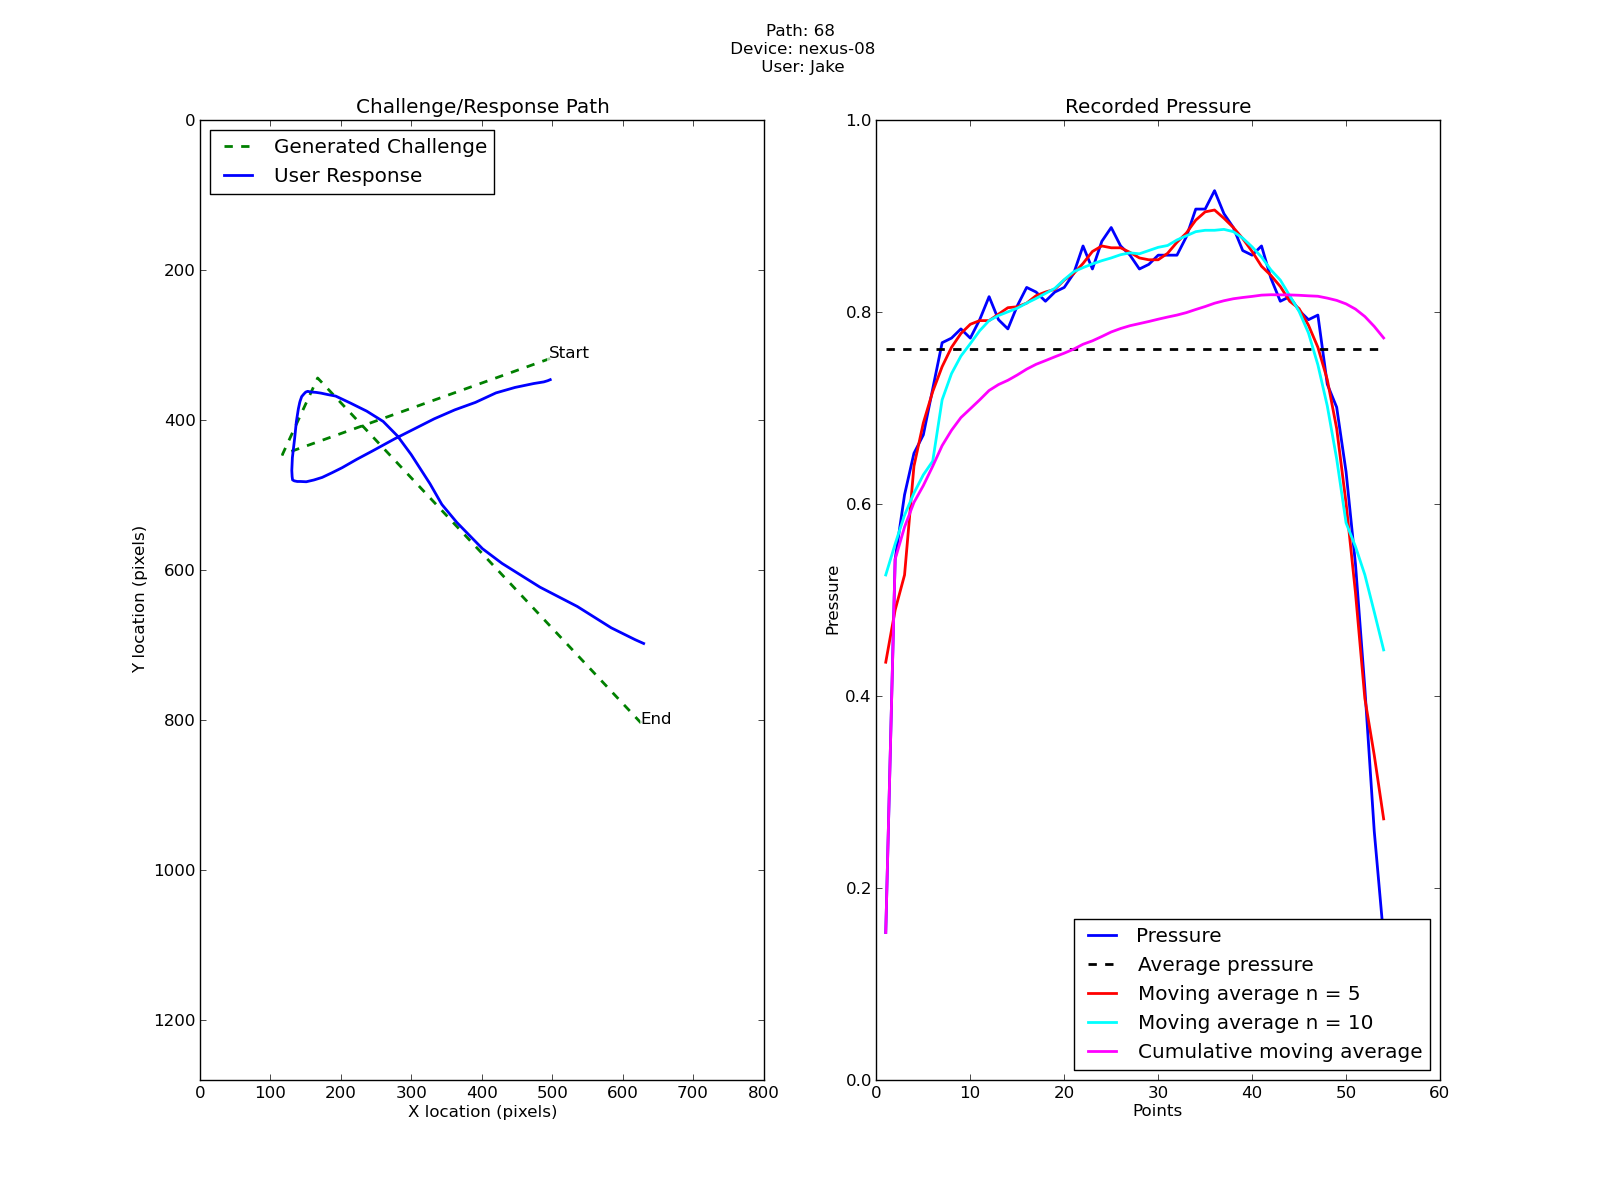 Path: 68
Device: nexus-08
User: Jake
Challenge/Response Path
Generated Challenge
User Response
Start
End
0
200
400
600
800
1000
1200
Y location (pixels)
0 100 200 300 400 500 600 700 800
X location (pixels)
Recorded Pressure
1.0
0.8
0.6
0.4
0.2
0.0
Pressure
Pressure
Average pressure
Moving average n = 5
Moving average n = 10
Cumulative moving average
0 10 20 30 40 50 60
Points